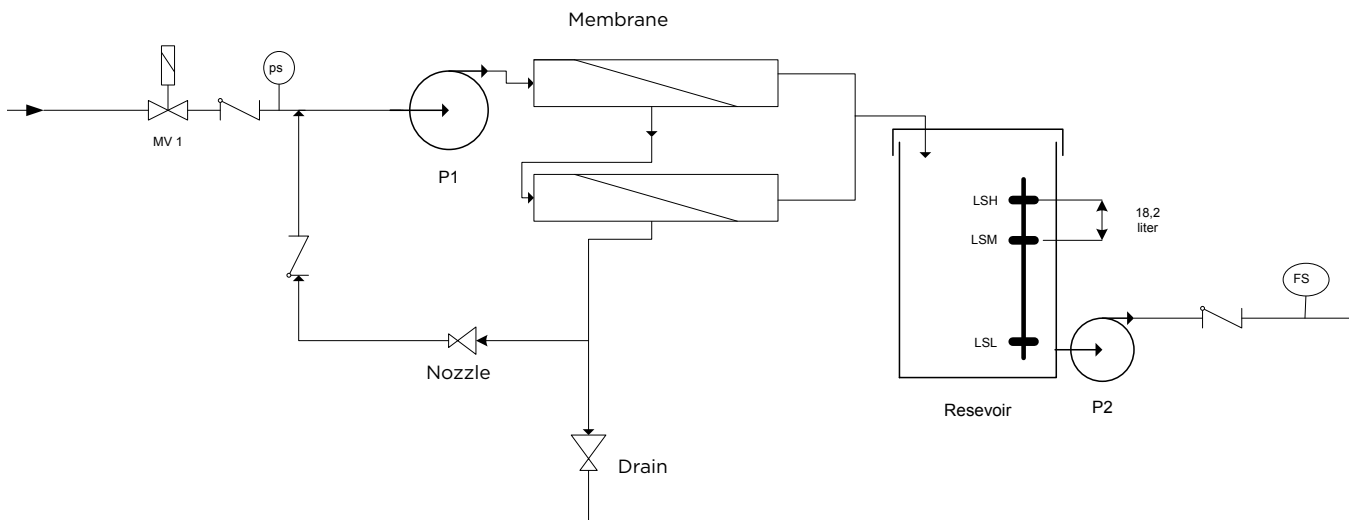 Membrane
ps
MV 1
P1
LSH
18,2
liter
LSM
FS
LSL
Nozzle
P2
Resevoir
Drain